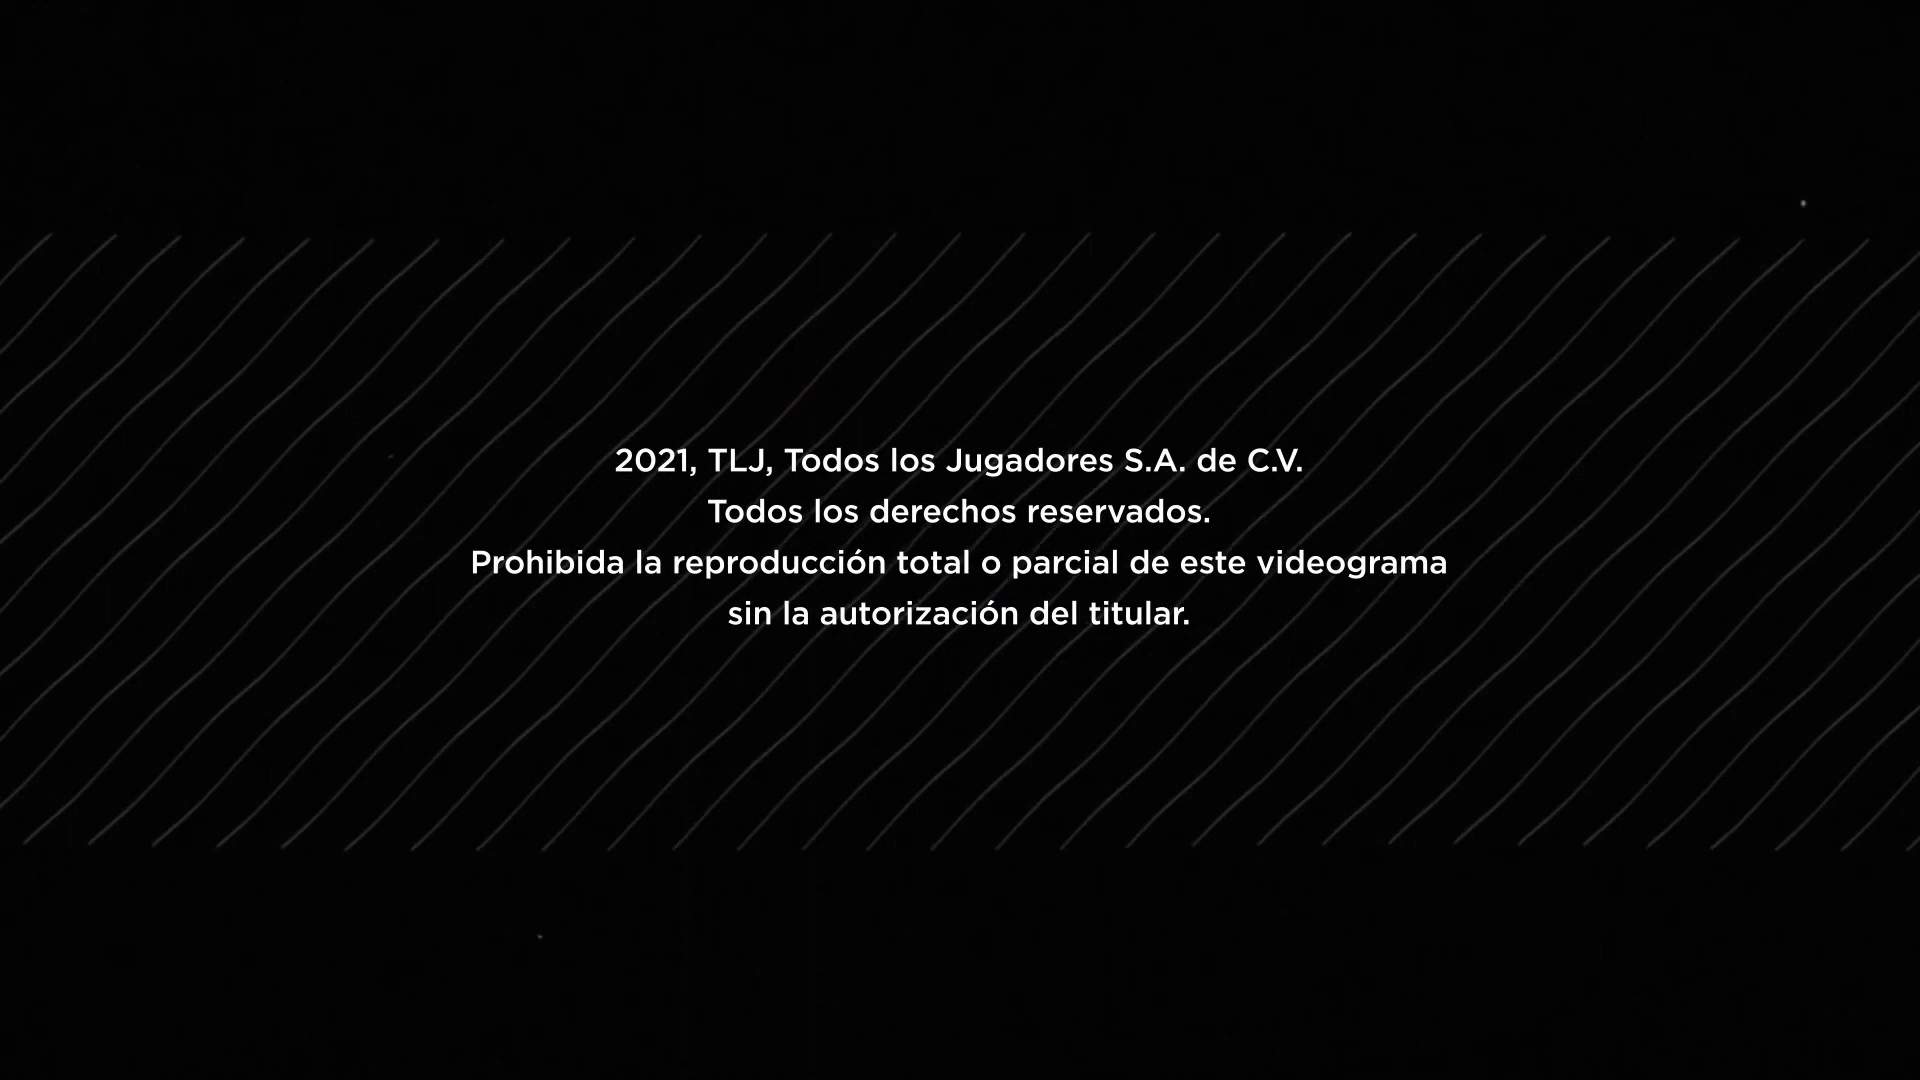 2021, TLJ, Todos los Jugadores S.A. de C.V.
Todos los derechos reservados.
Prohibida la reproducción total o parcial de este videograma
sin la autorización del titular.